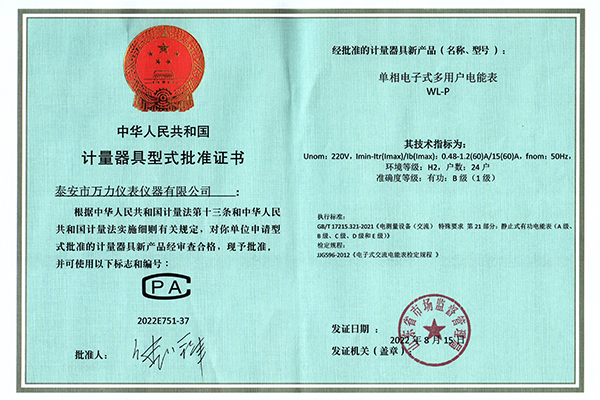 中华人民共和国
计量器具型式批准证书
泰安市万力仪表仪器有限公司 :
根据中华人民共和国计量法第十三条和中华人民
共和国计量法实施细则有关规定，对你单位申请型
式批准的计量器具新产品经审查合格，现予批准，
并可使用以下标志和编号：
CPA
2022E751-37
批准人：
经批准的计量器具新产品（名称、型号）：
单相电子式多用户电能表
WL-P
其技术指标为：
Unom：220V，Imin-Itr(Imax)/Ib(Imax)：0.48-1.2(60)A/15(60)A，fnom：50Hz，
环境等级：H2，户数：24户
准确度等级：有功：B级（1级）
执行标准：
GB/T 17215.321-2021《电测量设备（交流） 特殊要求 第21部分：静止式有功电能表（A级、
B级、C级、D级和E级）》
检定规程：
JJG596-2012《电子式交流电能表检定规程 》
山东省市场监督管理局
发证日期 ：
2022 年 8 月 15 日
发证机关（盖章）：